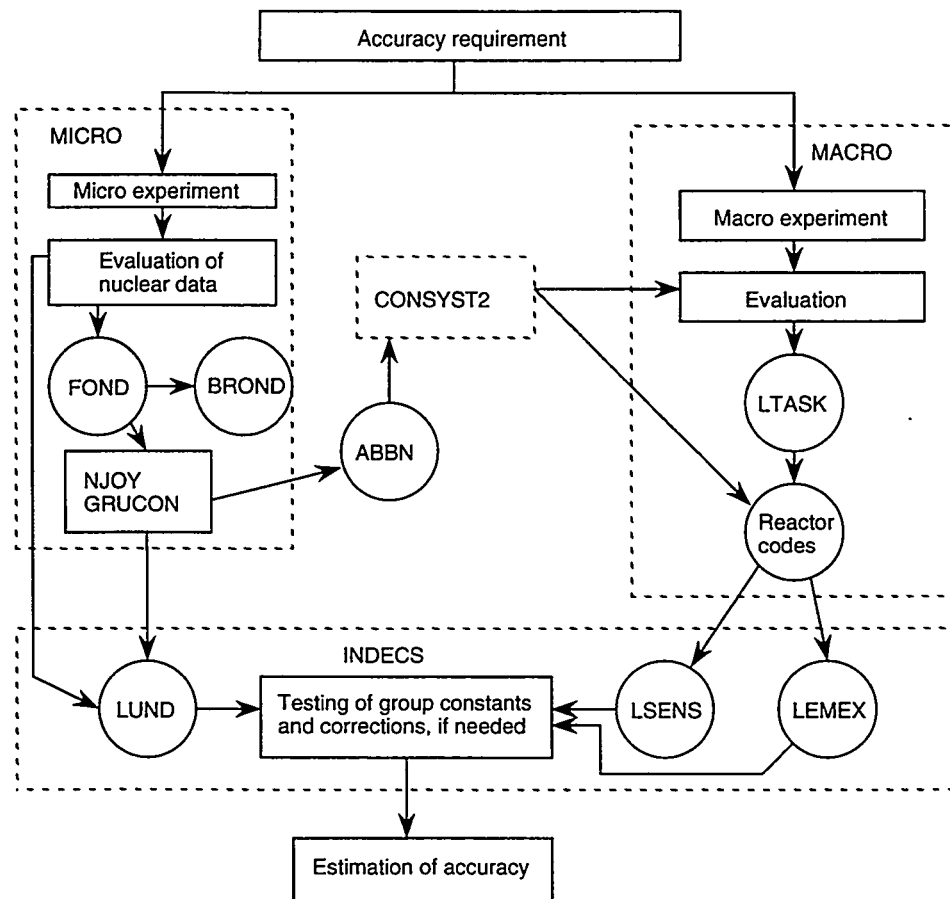 Accuracy requirement
MICRO
MACRO
Micro experiment
Macro experiment
Evaluation of
nuclear data
CONSYST2
Evaluation
FOND
BROND
LTASK
ABBN
NJOY
GRUCON
Reactor
codes
INDECS
LUND
Testing of group constants
and corrections, if needed
LSENS
LEMEX
Estimation of accuracy